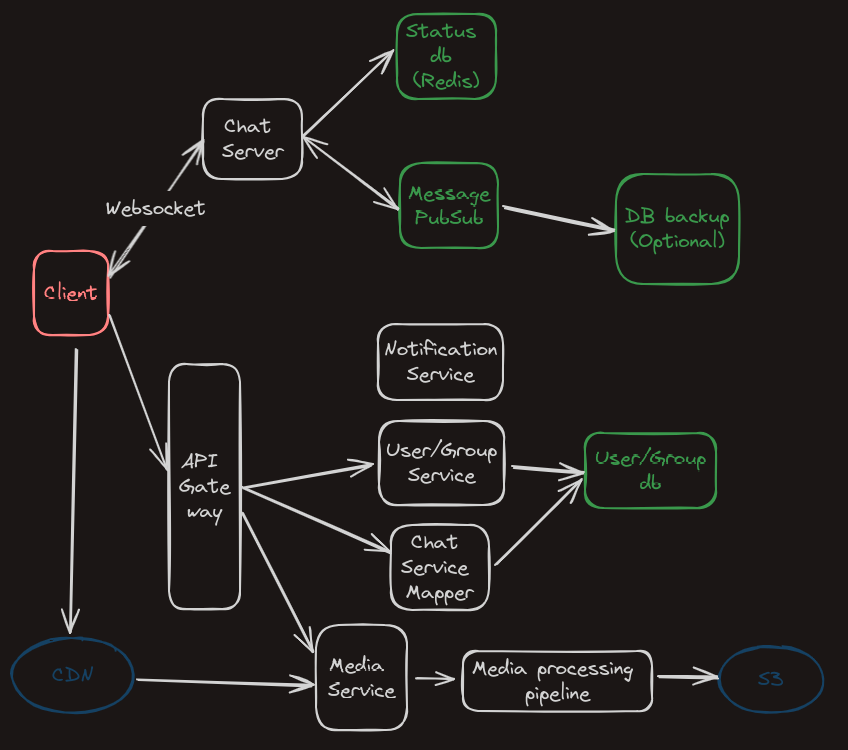 Status
db
(Redis)
Chat
Server
Websocket
Message
PubSub
DB backup
(Optional)
Client
Notification
Service
API
Gate
way
User/Group
Service
User/Group
db
Chat
Service
Mapper
CDN
Media
Service
Media processing
pipeline
S3